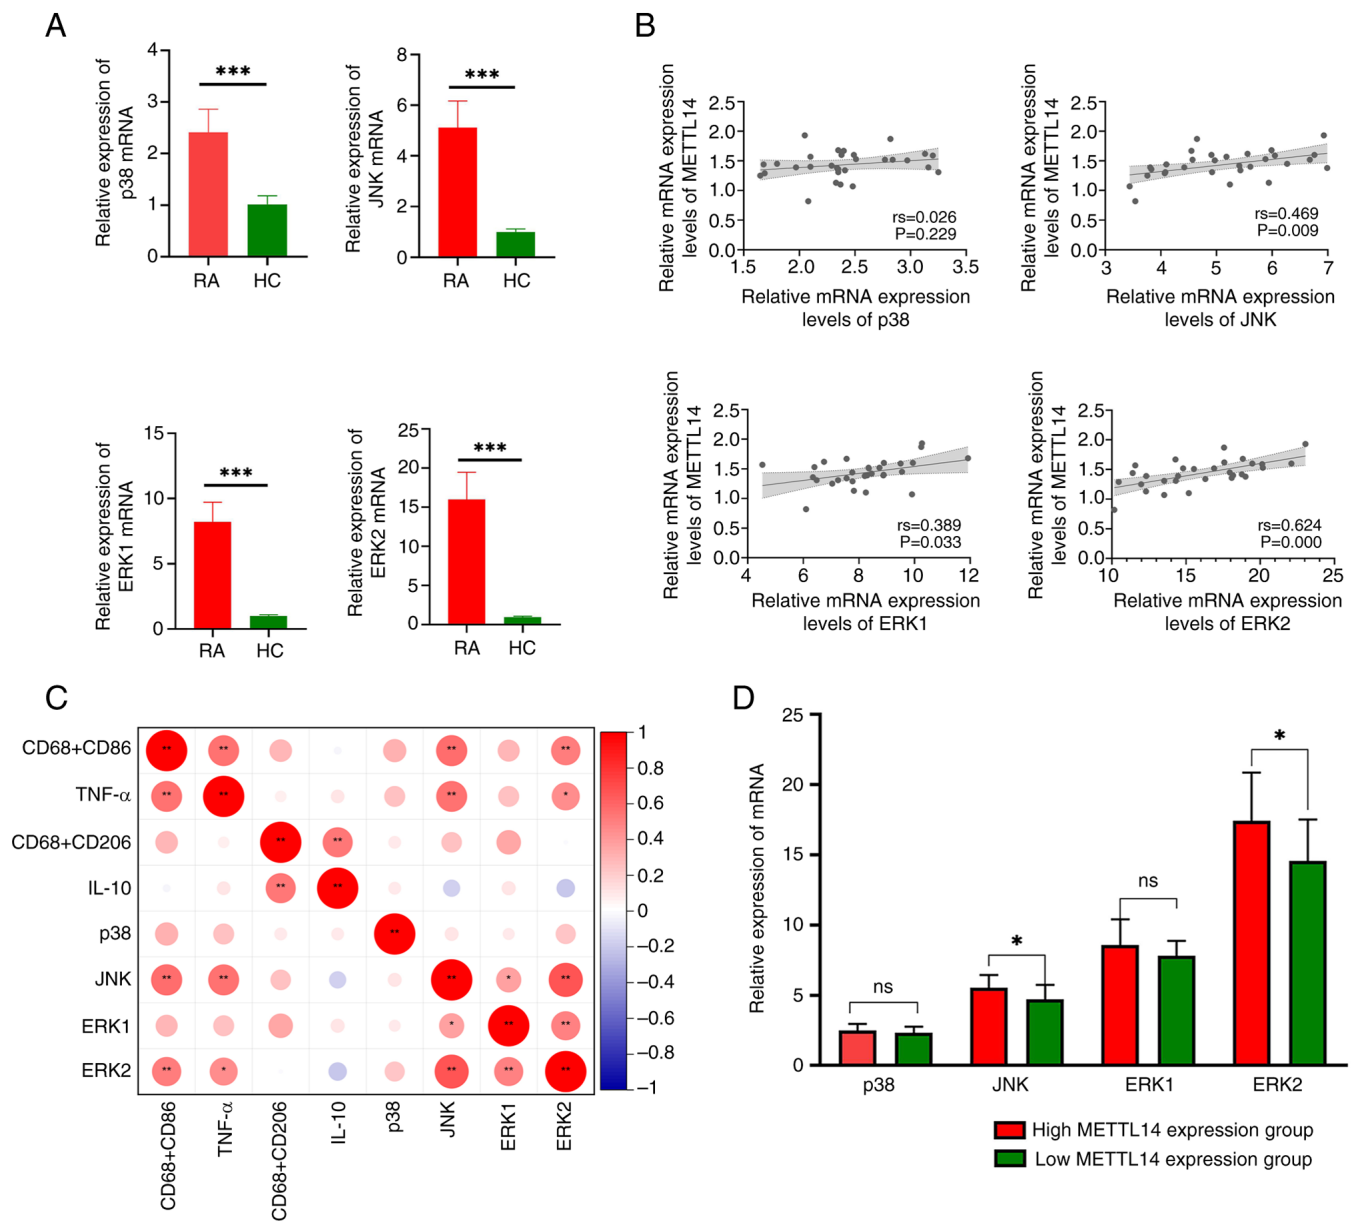 A
Relative expression of
p38 mRNA
4
3
2
1
0
***
RA
HC
Relative expression of
JNK mRNA
8
6
4
2
0
***
RA
HC
Relative expression of
ERK1 mRNA
15
10
5
0
***
RA
HC
Relative expression of
ERK2 mRNA
25
20
15
10
5
0
***
RA
HC
B
Relative mRNA expression
levels of METTL14
2.5
2.0
1.5
1.0
0.5
0.0
rs=0.026
P=0.229
1.5 2.0 2.5 3.0 3.5
Relative mRNA expression
levels of p38
Relative mRNA expression
levels of METTL14
2.5
2.0
1.5
1.0
0.5
0.0
rs=0.469
P=0.009
3 4 5 6 7
Relative mRNA expression
levels of JNK
Relative mRNA expression
levels of METTL14
2.5
2.0
1.5
1.0
0.5
0.0
rs=0.389
P=0.033
4 6 8 10 12
Relative mRNA expression
levels of ERK1
Relative mRNA expression
levels of METTL14
2.5
2.0
1.5
1.0
0.5
0.0
rs=0.624
P=0.000
10 15 20 25
Relative mRNA expression
levels of ERK2
C
CD68+CD86 ** ** ** **
TNF-α ** ** ** *
CD68+CD206 ** **
IL-10 ** **
p38 **
JNK ** ** ** * **
ERK1 * ** **
ERK2 ** * ** ** **
CD68+CD86
TNF-α
CD68+CD206
IL-10
p38
JNK
ERK1
ERK2
1
0.8
0.6
0.4
0.2
0
−0.2
−0.4
−0.6
−0.8
−1
D
Relative expression of mRNA
25
20
15
10
5
0
ns
*
ns
*
p38
JNK
ERK1
ERK2
High METTL14 expression group
Low METTL14 expression group